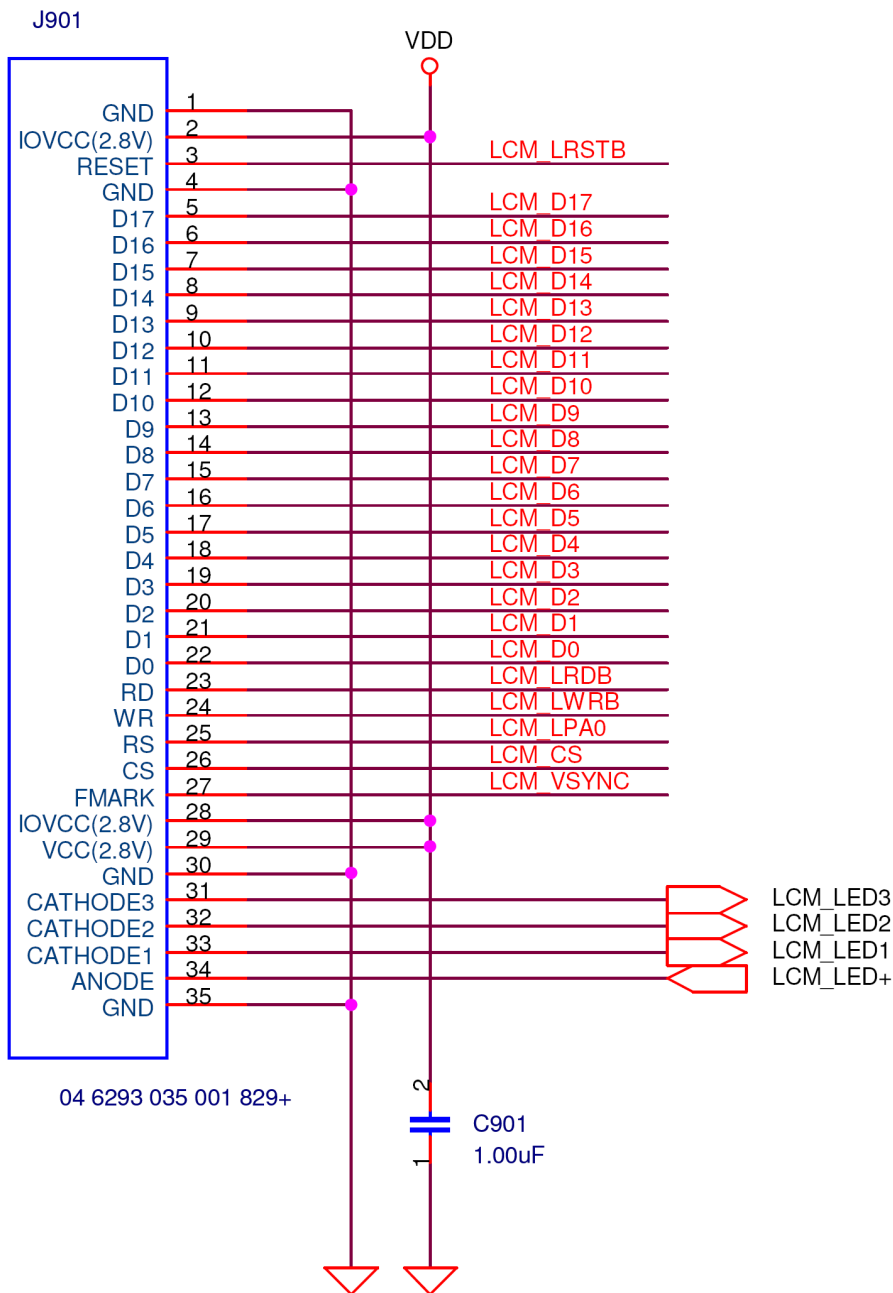 J901
VDD
GND 1
IOVCC(2.8V) 2
RESET 3 LCM_LRSTB
GND 4
D17 5 LCM_D17
D16 6 LCM_D16
D15 7 LCM_D15
D14 8 LCM_D14
D13 9 LCM_D13
D12 10 LCM_D12
D11 11 LCM_D11
D10 12 LCM_D10
D9 13 LCM_D9
D8 14 LCM_D8
D7 15 LCM_D7
D6 16 LCM_D6
D5 17 LCM_D5
D4 18 LCM_D4
D3 19 LCM_D3
D2 20 LCM_D2
D1 21 LCM_D1
D0 22 LCM_D0
RD 23 LCM_LRDB
WR 24 LCM_LWRB
RS 25 LCM_LPA0
CS 26 LCM_CS
FMARK 27 LCM_VSYNC
IOVCC(2.8V) 28
VCC(2.8V) 29
GND 30
CATHODE3 31 LCM_LED3
CATHODE2 32 LCM_LED2
CATHODE1 33 LCM_LED1
ANODE 34 LCM_LED+
GND 35
04 6293 035 001 829+
2
C901
1.00uF
1